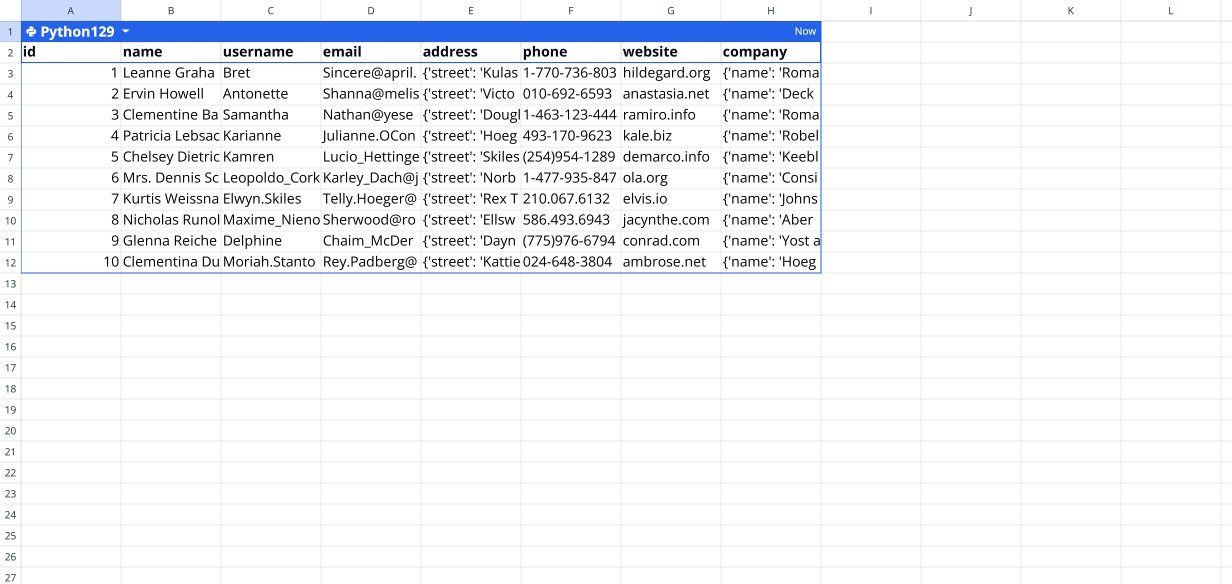 A B C D E F G H I J K L
1 Python129 Now
2 id name username email address phone website company
3 1 Leanne Graha Bret Sincere@april. {'street': 'Kulas 1-770-736-803 hildegard.org {'name': 'Roma
4 2 Ervin Howell Antonette Shanna@melis {'street': 'Victo 010-692-6593 anastasia.net {'name': 'Deck
5 3 Clementine Ba Samantha Nathan@yese {'street': 'Dougl 1-463-123-444 ramiro.info {'name': 'Roma
6 4 Patricia Lebsac Karianne Julianne.OCon {'street': 'Hoeg 493-170-9623 kale.biz {'name': 'Robel
7 5 Chelsey Dietric Kamren Lucio_Hettinge {'street': 'Skiles (254)954-1289 demarco.info {'name': 'Keebl
8 6 Mrs. Dennis Sc Leopoldo_Cork Karley_Dach@j {'street': 'Norb 1-477-935-847 ola.org {'name': 'Consi
9 7 Kurtis Weissna Elwyn.Skiles Telly.Hoeger@ {'street': 'Rex T 210.067.6132 elvis.io {'name': 'Johns
10 8 Nicholas Runol Maxime_Nieno Sherwood@ro {'street': 'Ellsw 586.493.6943 jacynthe.com {'name': 'Aber
11 9 Glenna Reiche Delphine Chaim_McDer {'street': 'Dayn (775)976-6794 conrad.com {'name': 'Yost a
12 10 Clementina Du Moriah.Stanto Rey.Padberg@ {'street': 'Kattie 024-648-3804 ambrose.net {'name': 'Hoeg
13
14
15
16
17
18
19
20
21
22
23
24
25
26
27